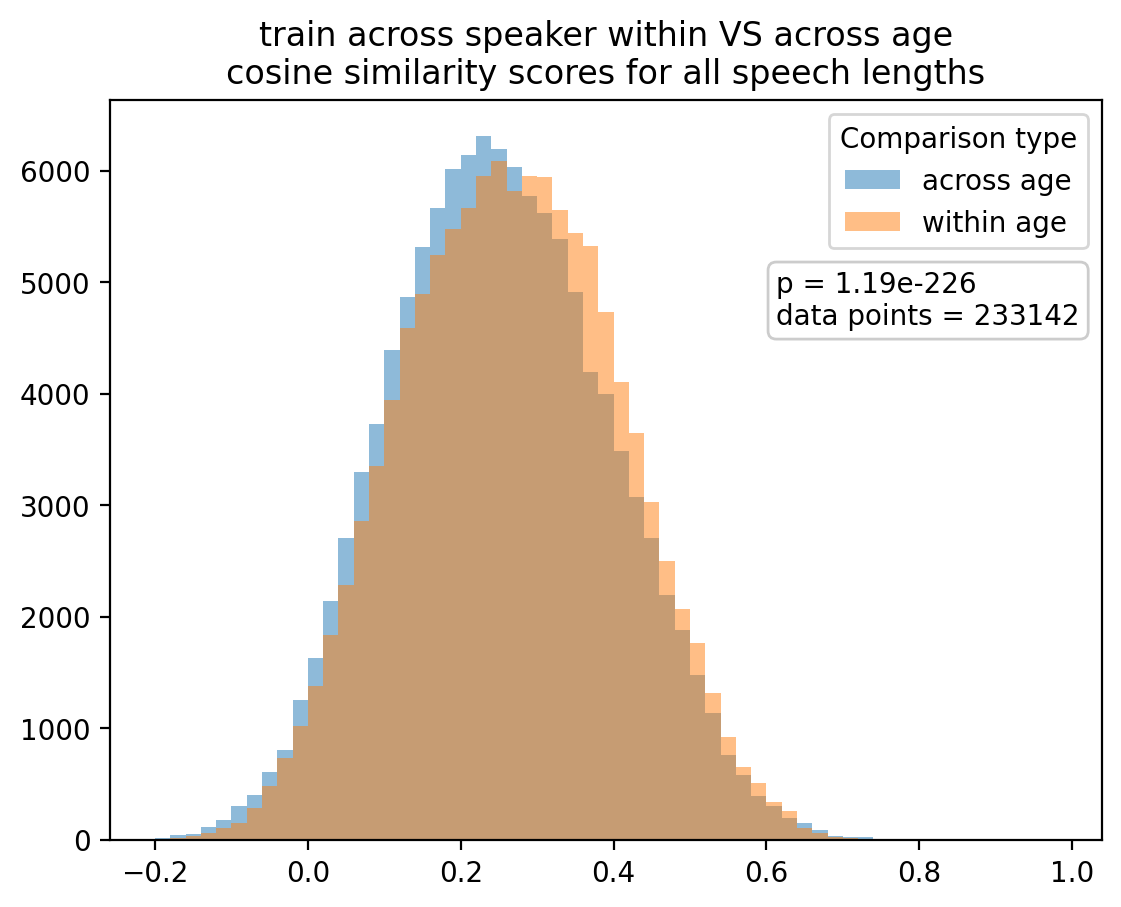 train across speaker within VS across age
cosine similarity scores for all speech lengths
Comparison type
across age
within age
p = 1.19e-226
data points = 233142
6000
5000
4000
3000
2000
1000
0
−0.2 0.0 0.2 0.4 0.6 0.8 1.0